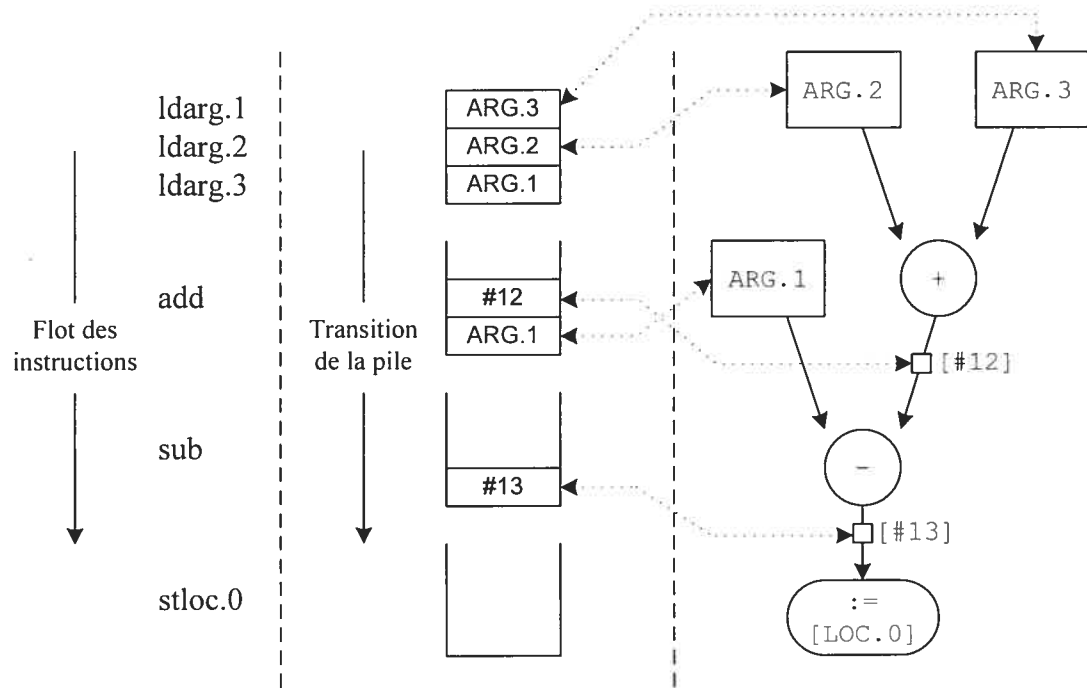 ldarg.1
ldarg.2
ldarg.3
add
sub
stloc.0
Flot des
instructions
Transition
de la pile
ARG.3
ARG.2
ARG.1
#12
ARG.1
#13
ARG.2
ARG.3
ARG.1
+
[#12]
−
[#13]
:=
[LOC.0]